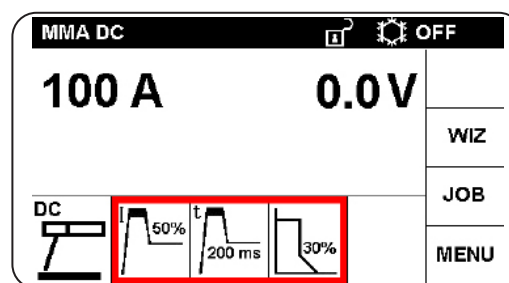 MMA DC OFF
100 A 0.0 V
WIZ
JOB
MENU
DC
I 50%
t 200 ms
30%